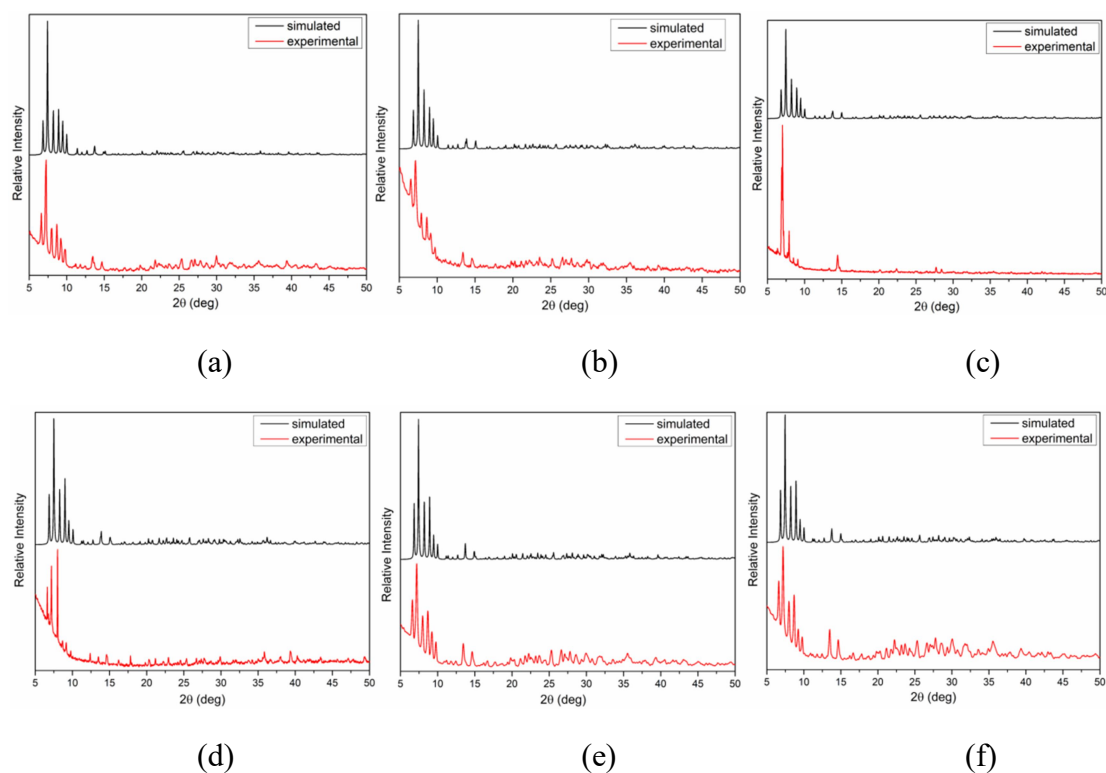 simulated
experimental
Relative Intensity
5 10 15 20 25 30 35 40 45 50
2θ (deg)
(a)
simulated
experimental
Relative Intensity
5 10 15 20 25 30 35 40 45 50
2θ (deg)
(b)
simulated
experimental
Relative Intensity
5 10 15 20 25 30 35 40 45 50
2θ (deg)
(c)
simulated
experimental
Relative Intensity
5 10 15 20 25 30 35 40 45 50
2θ (deg)
(d)
simulated
experimental
Relative Intensity
5 10 15 20 25 30 35 40 45 50
2θ (deg)
(e)
simulated
experimental
Relative Intensity
5 10 15 20 25 30 35 40 45 50
2θ (deg)
(f)